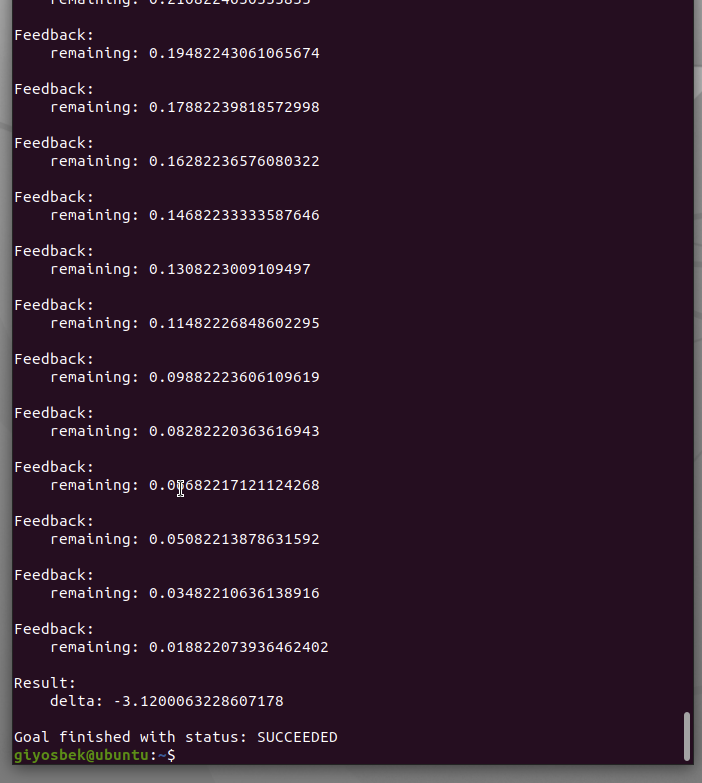 Feedback:
remaining: 0.19482243061065674
Feedback:
remaining: 0.17882239818572998
Feedback:
remaining: 0.16282236576080322
Feedback:
remaining: 0.14682233333587646
Feedback:
remaining: 0.1308223009109497
Feedback:
remaining: 0.11482226848602295
Feedback:
remaining: 0.09882223606109619
Feedback:
remaining: 0.08282220363616943
Feedback:
remaining: 0.06682217121124268
Feedback:
remaining: 0.05082213878631592
Feedback:
remaining: 0.03482210636138916
Feedback:
remaining: 0.018822073936462402
Result:
delta: -3.1200063228607178
Goal finished with status: SUCCEEDED
giyosbek@ubuntu:~$